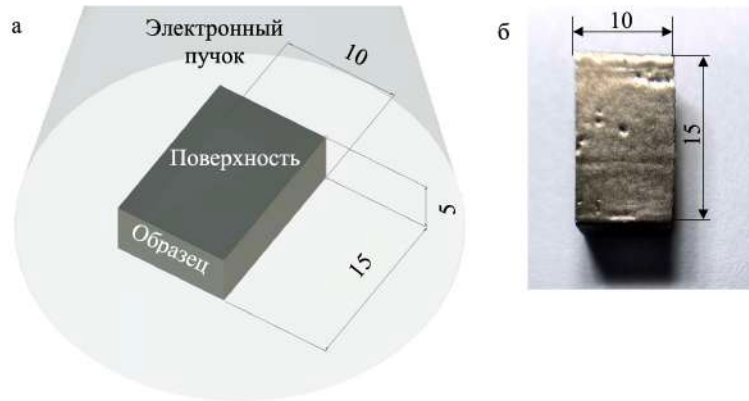 а
Электронный
пучок
10
Поверхность
Образец
5
15
б
10
15